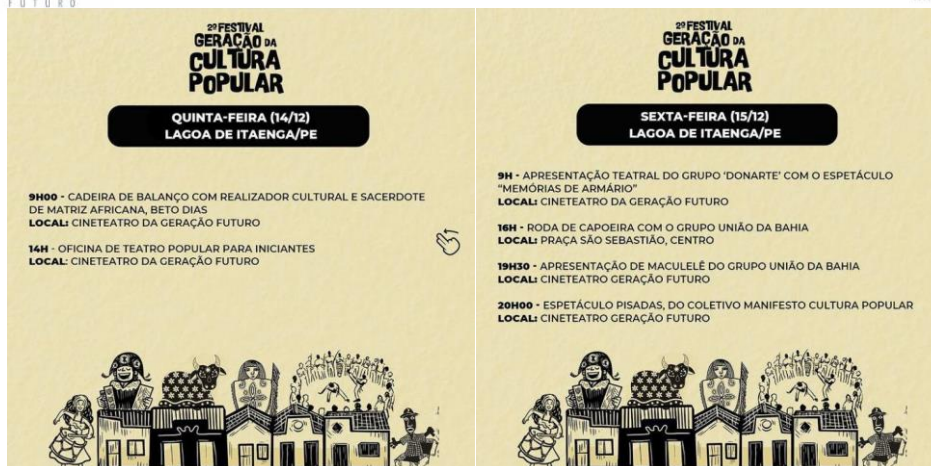 FUTURO
2º FESTIVAL
GERAÇÃO DA
CULTURA
POPULAR
QUINTA-FEIRA (14/12)
LAGOA DE ITAENGA/PE
9H00 - CADEIRA DE BALANÇO COM REALIZADOR CULTURAL E SACERDOTE
DE MATRIZ AFRICANA, BETO DIAS
LOCAL: CINETEATRO DA GERAÇÃO FUTURO
14H - OFICINA DE TEATRO POPULAR PARA INICIANTES
LOCAL: CINETEATRO DA GERAÇÃO FUTURO
2º FESTIVAL
GERAÇÃO DA
CULTURA
POPULAR
SEXTA-FEIRA (15/12)
LAGOA DE ITAENGA/PE
9H - APRESENTAÇÃO TEATRAL DO GRUPO ‘DONARTE’ COM O ESPETÁCULO
“MEMÓRIAS DE ARMÁRIO”
LOCAL: CINETEATRO DA GERAÇÃO FUTURO
16H - RODA DE CAPOEIRA COM O GRUPO UNIÃO DA BAHIA
LOCAL: PRAÇA SÃO SEBASTIÃO, CENTRO
19H30 - APRESENTAÇÃO DE MACULELÊ DO GRUPO UNIÃO DA BAHIA
LOCAL: CINETEATRO GERAÇÃO FUTURO
20H00 - ESPETÁCULO PISADAS, DO COLETIVO MANIFESTO CULTURA POPULAR
LOCAL: CINETEATRO GERAÇÃO FUTURO